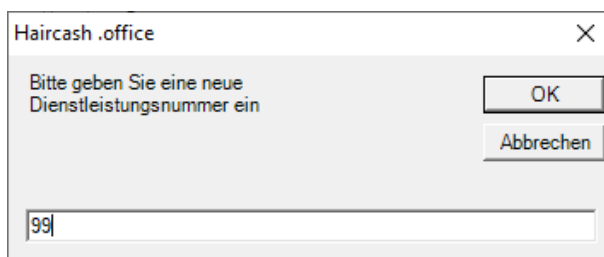 Haircash .office
Bitte geben Sie eine neue
Dienstleistungsnummer ein
OK
Abbrechen
99